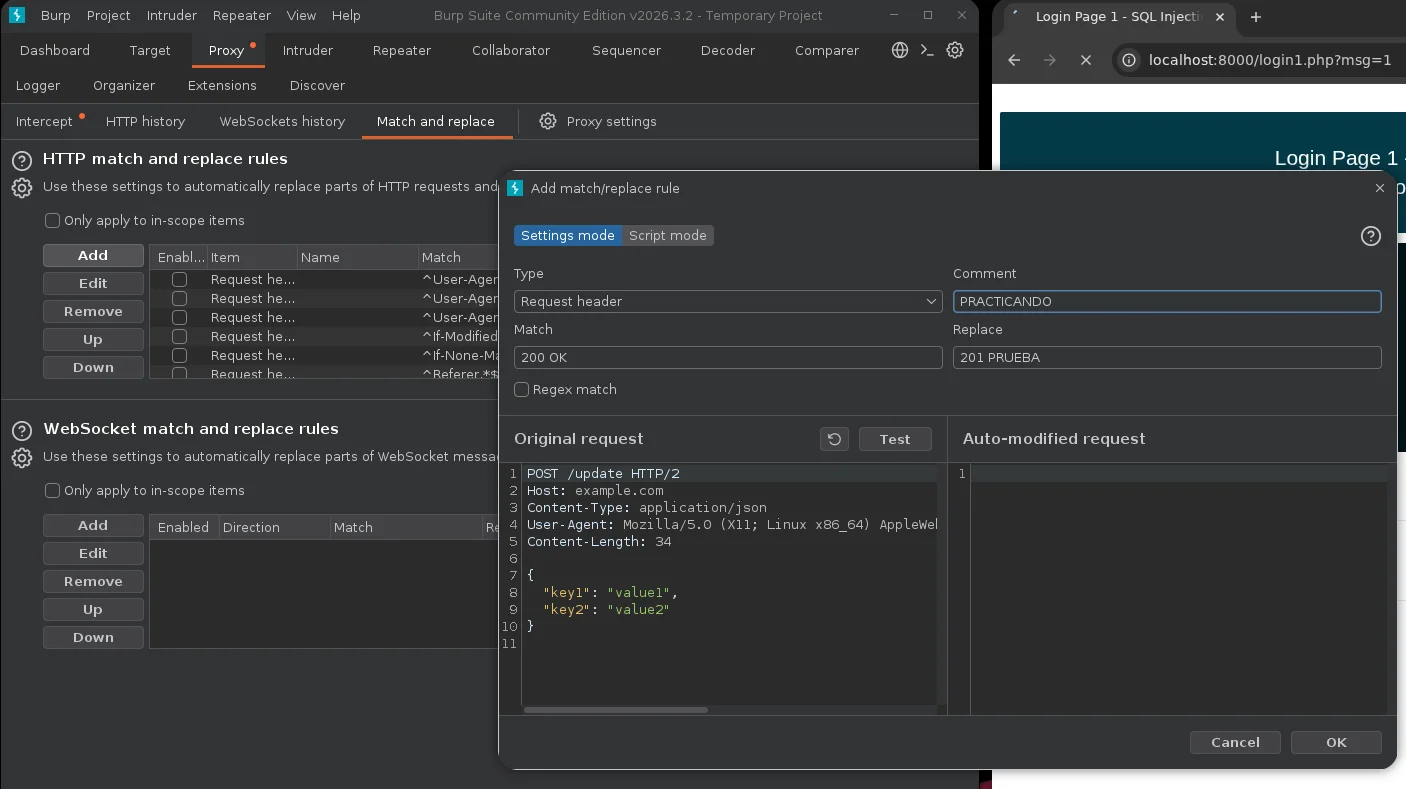 Burp Project Intruder Repeater View Help Burp Suite Community Edition v2026.3.2 - Temporary Project
Dashboard Target Proxy Intruder Repeater Collaborator Sequencer Decoder Comparer
Logger Organizer Extensions Discover
Intercept HTTP history WebSockets history Match and replace Proxy settings
HTTP match and replace rules
Use these settings to automatically replace parts of HTTP requests and
Only apply to in-scope items
Add
Edit
Remove
Up
Down
Enabl... Item Name Match
Request he... ^User-Agen
Request he... ^User-Agen
Request he... ^User-Agen
Request he... ^If-Modified
Request he... ^If-None-Ma
Request he... ^Referer.*$
WebSocket match and replace rules
Use these settings to automatically replace parts of WebSocket messa
Only apply to in-scope items
Add
Edit
Remove
Up
Down
Enabled Direction Match Re
Login Page 1 - SQL Injecti
localhost:8000/login1.php?msg=1
Login Page 1
Add match/replace rule
Settings mode Script mode
Type
Request header
Comment
PRACTICANDO
Match
200 OK
Replace
201 PRUEBA
Regex match
Original request Test
1 POST /update HTTP/2
2 Host: example.com
3 Content-Type: application/json
4 User-Agent: Mozilla/5.0 (X11; Linux x86_64) AppleWel
5 Content-Length: 34
6
7 {
8 "key1": "value1",
9 "key2": "value2"
10 }
11
Auto-modified request
1
Cancel OK